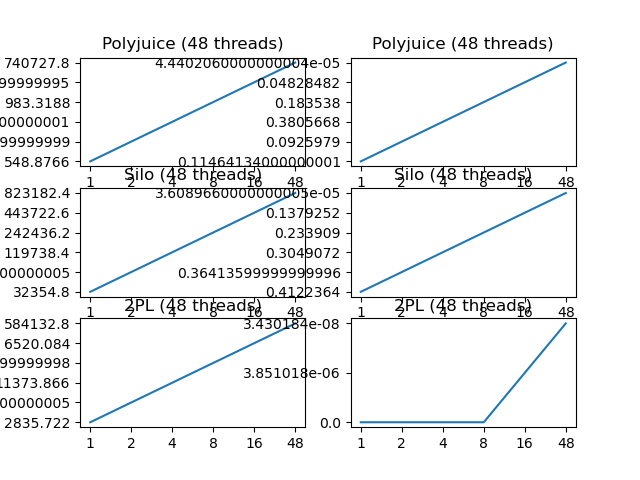 Polyjuice (48 threads)
740727.8
99999995
983.3188
00000001
99999999
548.8766
1 2 4 8 16 48
Polyjuice (48 threads)
4.4402060000000004e-05
0.04828482
0.183538
0.3805668
0.0925979
0.11464134000000001
1 2 4 8 16 48
Silo (48 threads)
823182.4
443722.6
242436.2
119738.4
00000005
32354.8
1 2 4 8 16 48
Silo (48 threads)
3.6089660000000005e-05
0.1379252
0.233909
0.3049072
0.36413599999999996
0.4122364
1 2 4 8 16 48
2PL (48 threads)
584132.8
6520.084
99999998
11373.866
00000005
2835.722
1 2 4 8 16 48
2PL (48 threads)
3.430184e-08
3.851018e-06
0.0
1 2 4 8 16 48